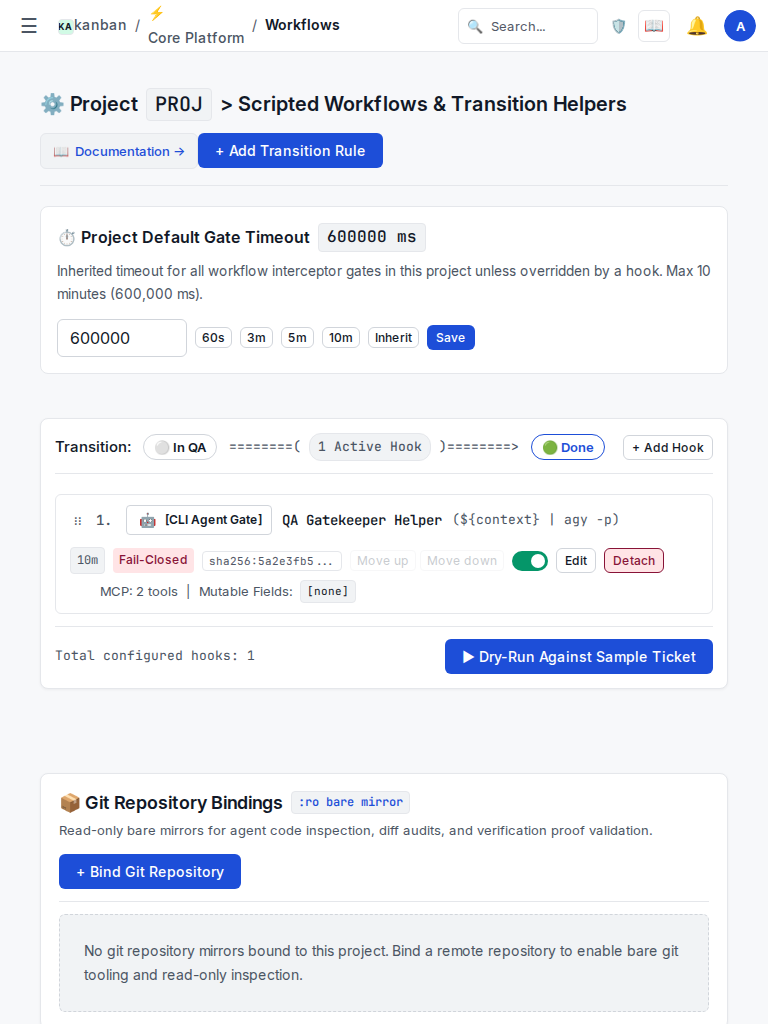 ☰ KA kanban / ⚡ Core Platform / Workflows 🔍 Search... 🛡️ 📖 🔔 A
⚙️ Project PROJ > Scripted Workflows & Transition Helpers
📖 Documentation → + Add Transition Rule
⏱️ Project Default Gate Timeout 600000 ms
Inherited timeout for all workflow interceptor gates in this project unless overridden by a hook. Max 10
minutes (600,000 ms).
600000 60s 3m 5m 10m Inherit Save
Transition: ⚪ In QA ========( 1 Active Hook )========> 🟢 Done + Add Hook
⠿ 1. 🤖 [CLI Agent Gate] QA Gatekeeper Helper (${context} | agy -p)
10m Fail-Closed sha256:5a2e3fb5... Move up Move down Edit Detach
MCP: 2 tools | Mutable Fields: [none]
Total configured hooks: 1 ▶ Dry-Run Against Sample Ticket
📦 Git Repository Bindings :ro bare mirror
Read-only bare mirrors for agent code inspection, diff audits, and verification proof validation.
+ Bind Git Repository
No git repository mirrors bound to this project. Bind a remote repository to enable bare git
tooling and read-only inspection.